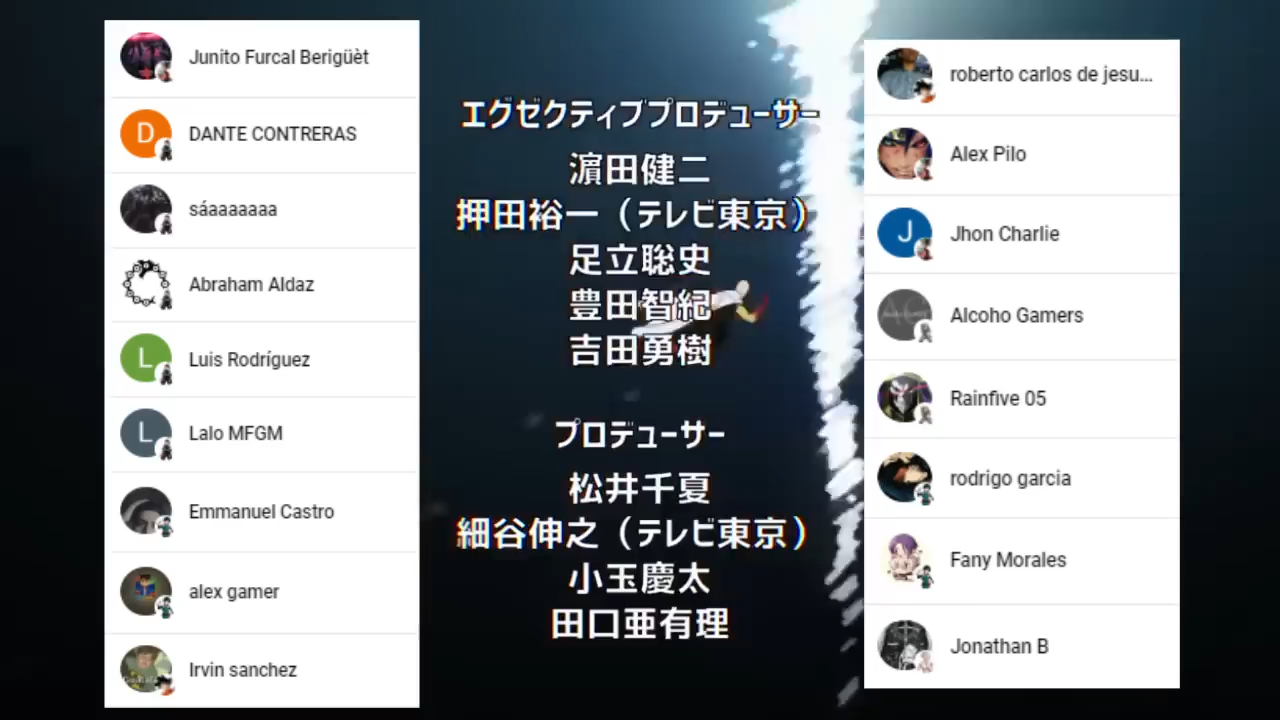 Junito Furcal Berigüèt
D
DANTE CONTRERAS
sáaaaaaaa
Abraham Aldaz
L
Luis Rodríguez
L
Lalo MFGM
Emmanuel Castro
alex gamer
Irvin sanchez
エグゼクティブプロデューサー
濵田健二
押田裕一（テレビ東京）
足立聡史
豊田智紀
吉田勇樹
プロデューサー
松井千夏
細谷伸之（テレビ東京）
小玉慶太
田口亜有理
roberto carlos de jesu...
Alex Pilo
J
Jhon Charlie
Alcoho Gamers
Rainfive 05
rodrigo garcia
Fany Morales
Jonathan B